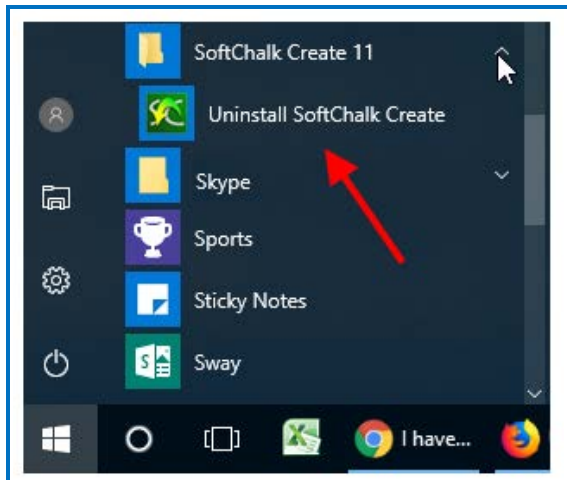 SoftChalk Create 11
Uninstall SoftChalk Create
Skype
Sports
Sticky Notes
S
Sway
I have...